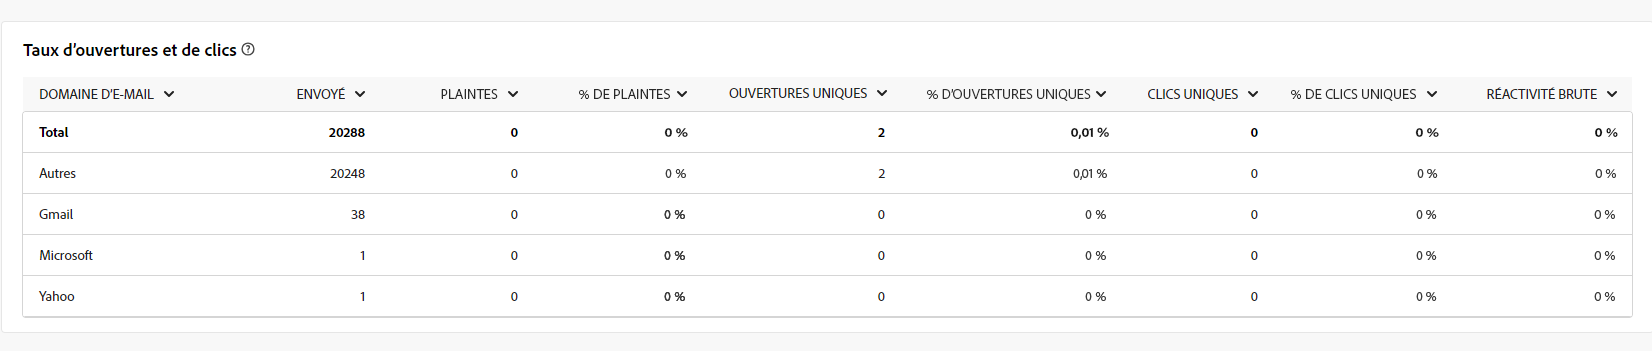 Taux d’ouvertures et de clics ?
DOMAINE D’E-MAIL ENVOYÉ PLAINTES % DE PLAINTES OUVERTURES UNIQUES % D’OUVERTURES UNIQUES CLICS UNIQUES % DE CLICS UNIQUES RÉACTIVITÉ BRUTE
Total 20288 0 0 % 2 0,01 % 0 0 % 0 %
Autres 20248 0 0 % 2 0,01 % 0 0 % 0 %
Gmail 38 0 0 % 0 0 % 0 0 % 0 %
Microsoft 1 0 0 % 0 0 % 0 0 % 0 %
Yahoo 1 0 0 % 0 0 % 0 0 % 0 %